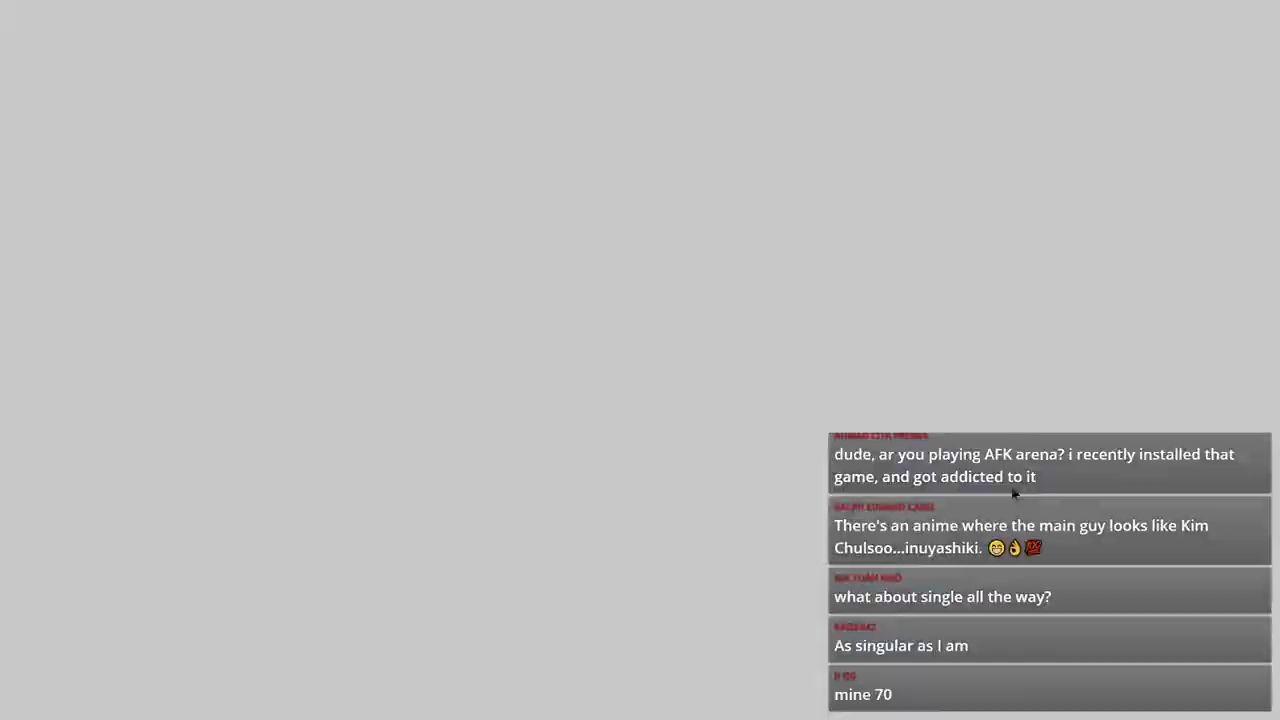 dude, ar you playing AFK arena? i recently installed that
game, and got addicted to it
There's an anime where the main guy looks like Kim
Chulsoo...inuyashiki. 😁👌💯
what about single all the way?
As singular as I am
mine 70